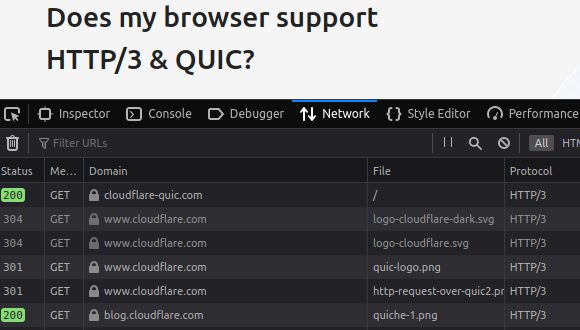 Does my browser support
HTTP/3 & QUIC?
Inspector Console Debugger Network Style Editor Performance
Filter URLs All
Status Me... Domain File Protocol
200 GET cloudflare-quic.com / HTTP/3
304 GET www.cloudflare.com logo-cloudflare-dark.svg HTTP/3
304 GET www.cloudflare.com logo-cloudflare.svg HTTP/3
301 GET www.cloudflare.com quic-logo.png HTTP/3
301 GET www.cloudflare.com http-request-over-quic2.pn HTTP/3
200 GET blog.cloudflare.com quiche-1.png HTTP/3